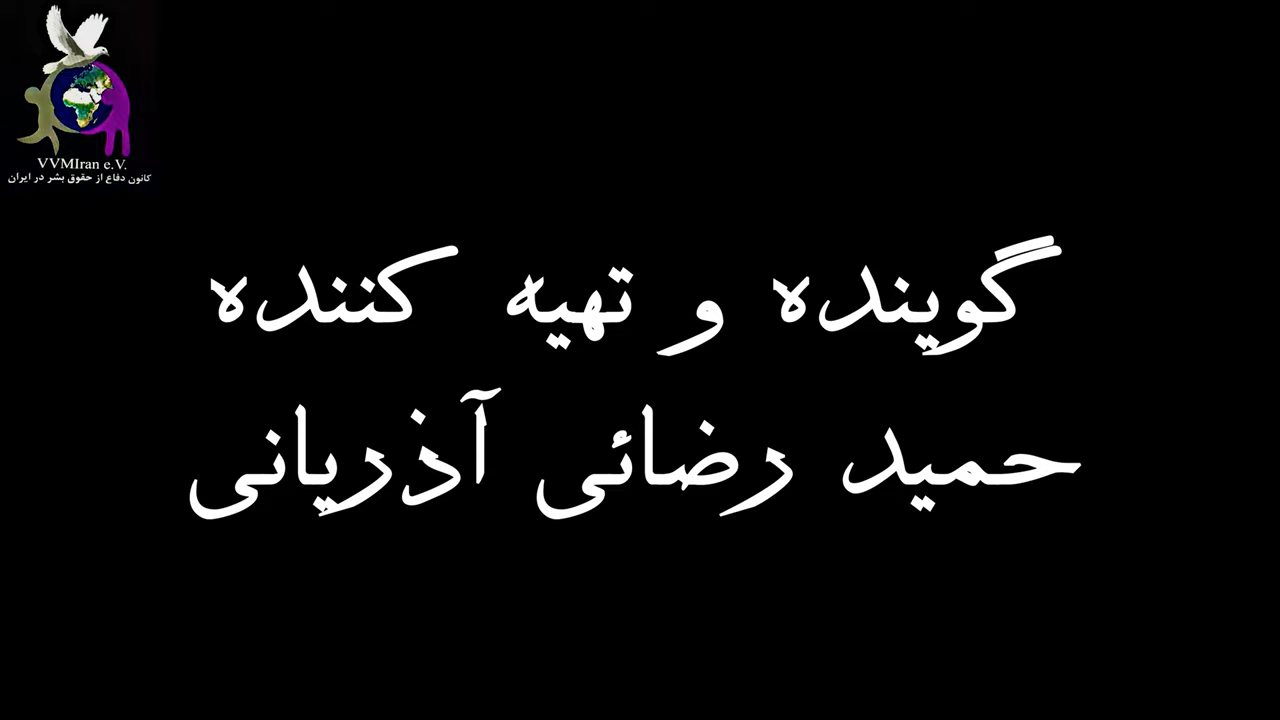 VVMIran e.V.
کانون دفاع از حقوق بشر در ایران
گوینده و تهیه کننده
حمید رضائی آذریانی